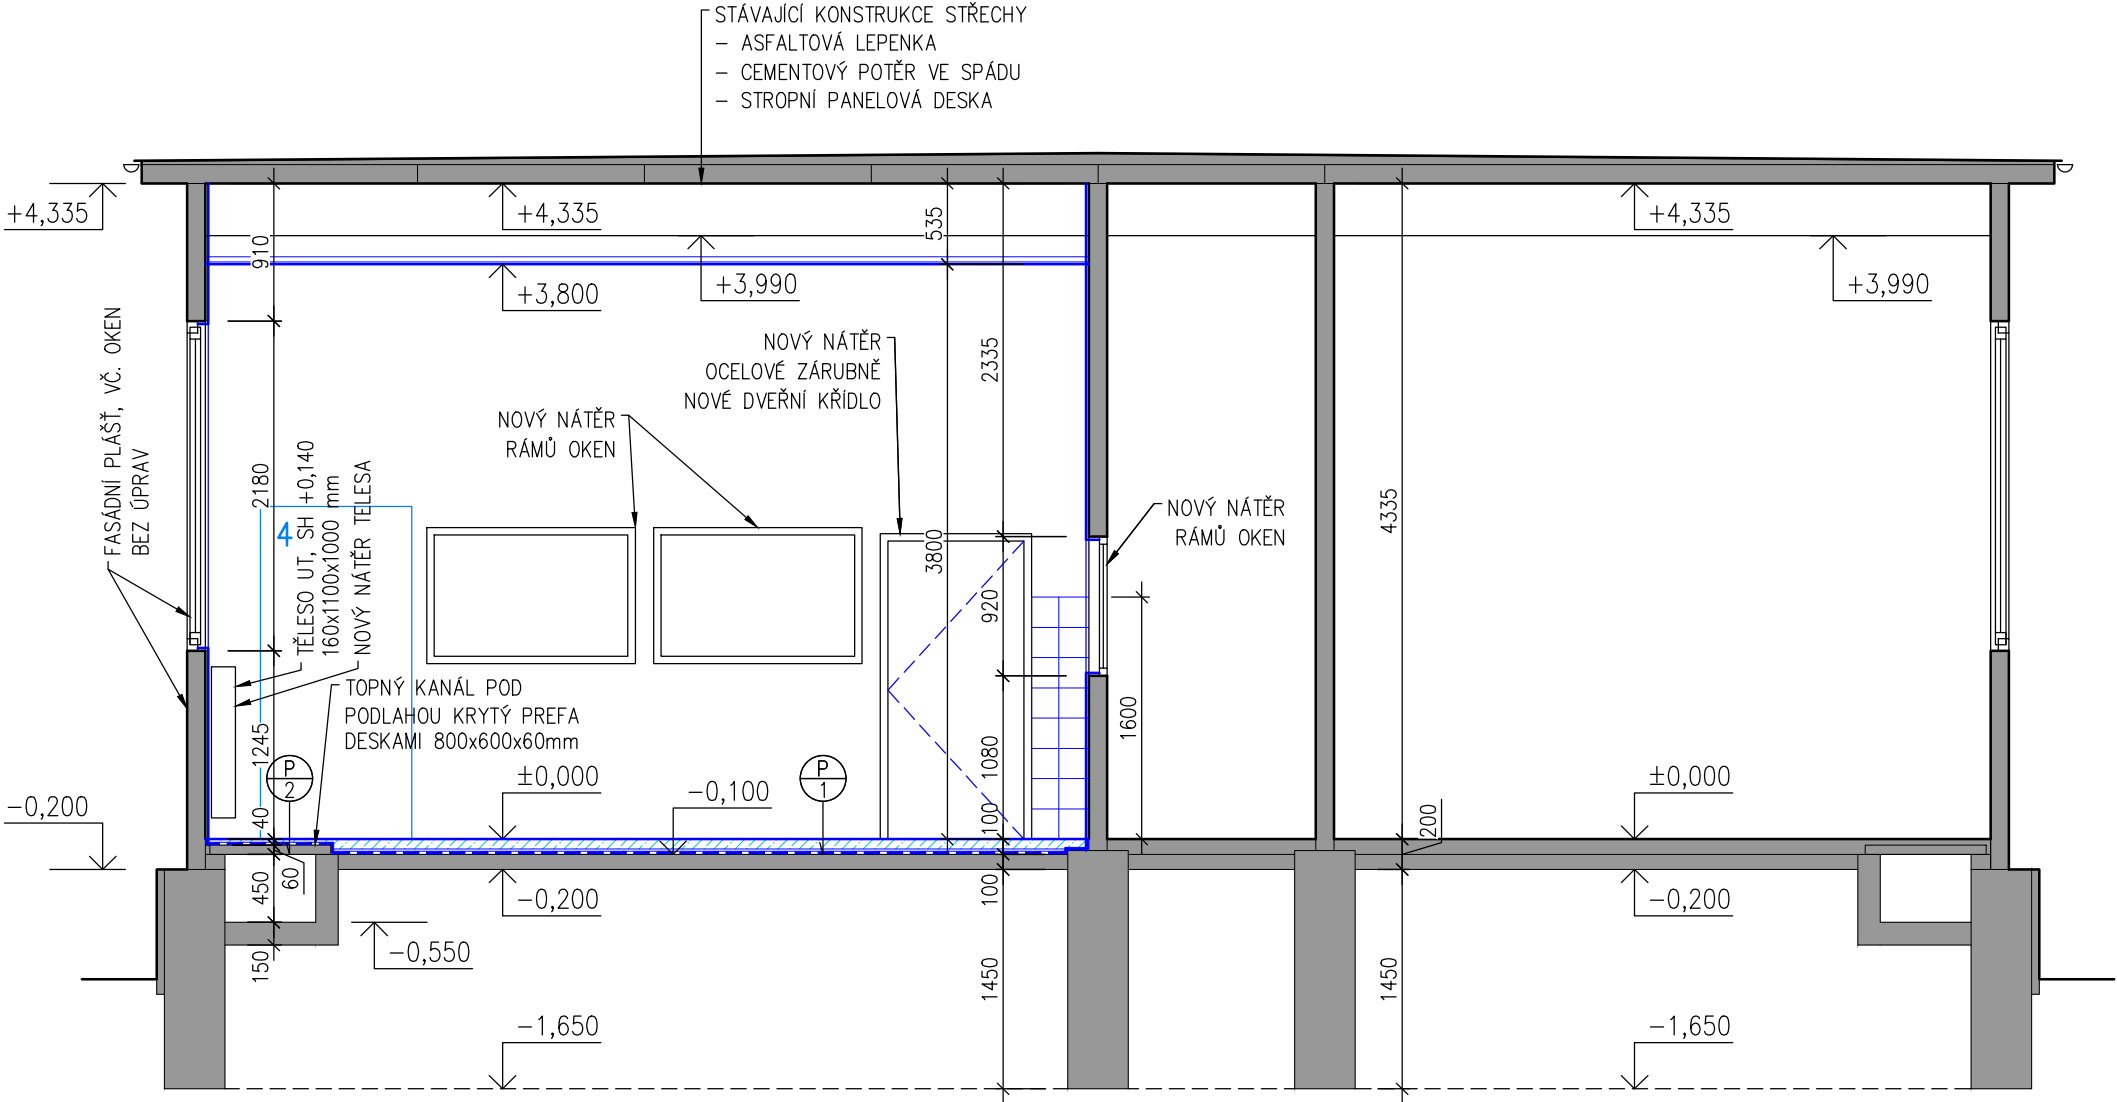 STÁVAJÍCÍ KONSTRUKCE STŘECHY
– ASFALTOVÁ LEPENKA
– CEMENTOVÝ POTĚR VE SPÁDU
– STROPNÍ PANELOVÁ DESKA
+4,335
+4,335
+4,335
535
910
+3,990
+3,990
+3,800
FASÁDNÍ PLÁŠŤ, VČ. OKEN
BEZ ÚPRAV
NOVÝ NÁTĚR
OCELOVÉ ZÁRUBNĚ
NOVÉ DVEŘNÍ KŘÍDLO
2335
NOVÝ NÁTĚR
RÁMŮ OKEN
2180
4
TĚLESO UT, SH +0,140
160x1100x1000 mm
NOVÝ NÁTĚR TELESA
3800
NOVÝ NÁTĚR
RÁMŮ OKEN
4335
920
1600
TOPNÝ KANÁL POD
PODLAHOU KRYTÝ PREFA
DESKAMI 800x600x60mm
1245
1080
P
2
P
1
±0,000
±0,000
-0,100
-0,200
40
100
200
60
450
100
-0,200
-0,200
-0,550
150
1450
1450
-1,650
-1,650